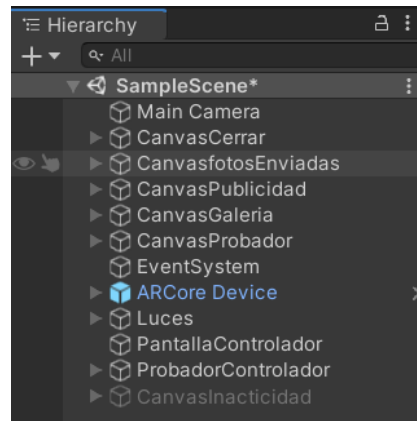 Hierarchy
All
SampleScene*
Main Camera
CanvasCerrar
CanvasfotosEnviadas
CanvasPublicidad
CanvasGaleria
CanvasProbador
EventSystem
ARCore Device
Luces
PantallaControlador
ProbadorControlador
CanvasInacticidad